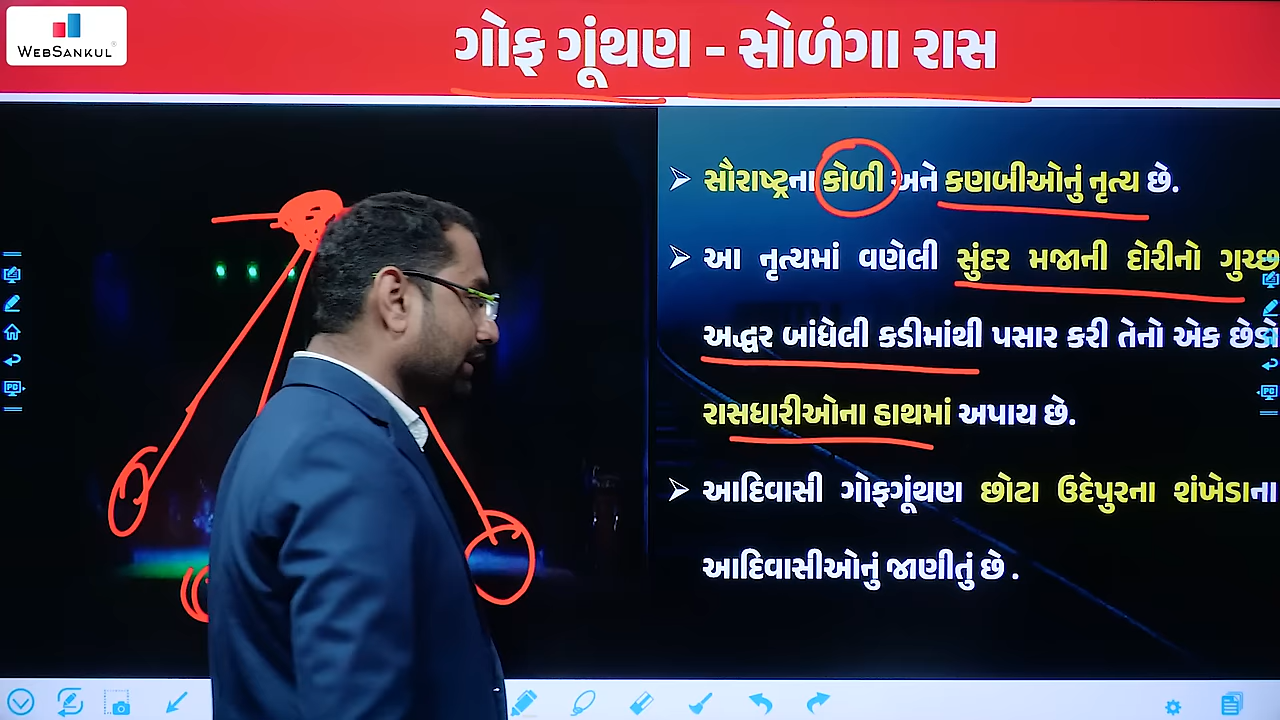 WEBSANKUL
ગોફ ગૂંથણ - સોળંગા રાસ
સૌરાષ્ટ્રના કોળી અને કણબીઓનું નૃત્ય છે.
આ નૃત્યમાં વણેલી સુંદર મજાની દોરીનો ગુચ્છ
અદ્ધર બાંધેલી કડીમાંથી પસાર કરી તેનો એક છેડો
રાસધારીઓના હાથમાં અપાય છે.
આદિવાસી ગોફગૂંથણ છોટા ઉદેપુરના શંખેડાના
આદિવાસીઓનું જાણીતું છે .